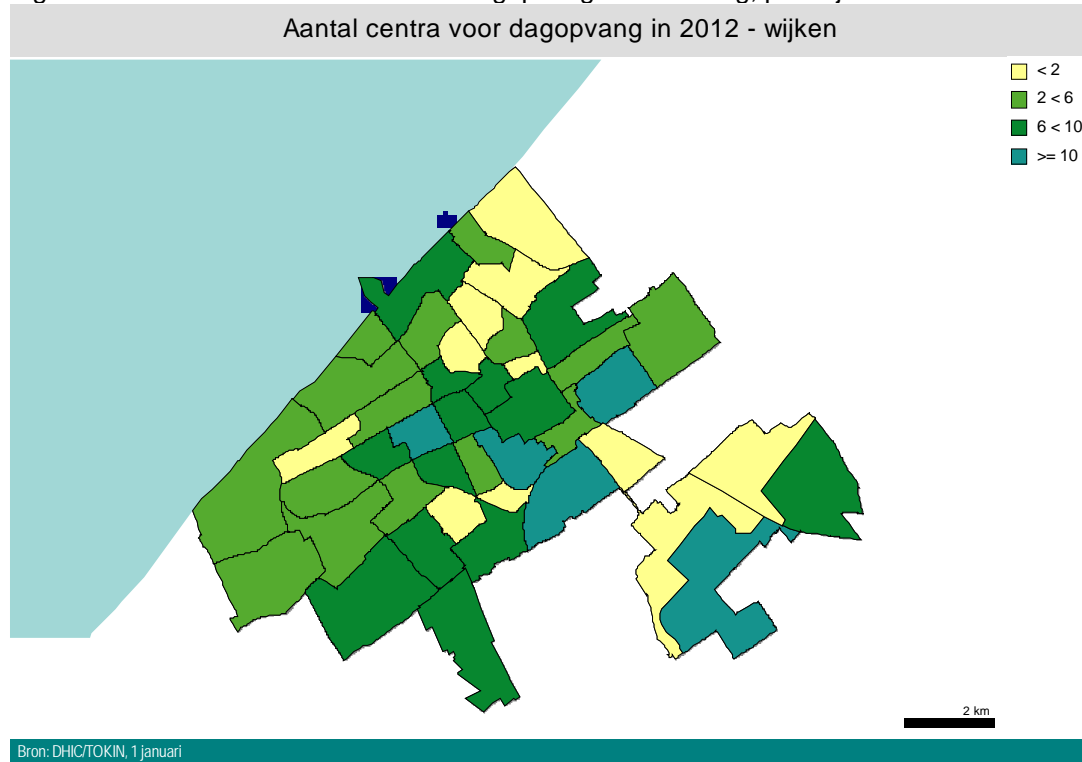 Aantal centra voor dagopvang in 2012 - wijken
< 2
2 < 6
6 < 10
>= 10
2 km
Bron: DHIC/TOKIN, 1 januari